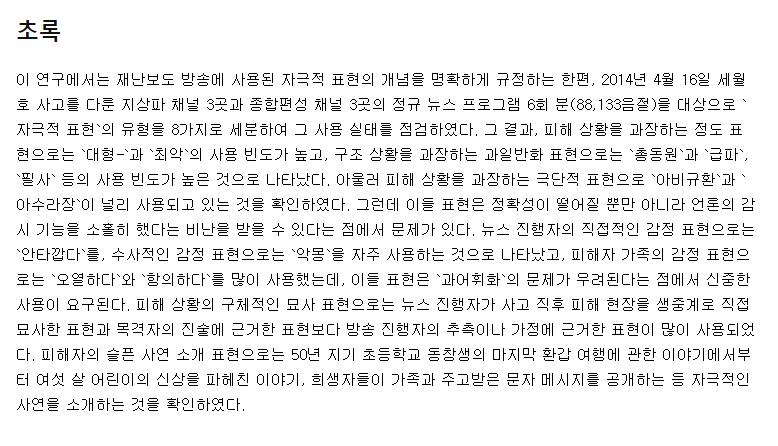 초록
이 연구에서는 재난보도 방송에 사용된 자극적 표현의 개념을 명확하게 규정하는 한편, 2014년 4월 16일 세월
호 사고를 다룬 지상파 채널 3곳과 종합편성 채널 3곳의 정규 뉴스 프로그램 6회 분(88,133음절)을 대상으로 `
자극적 표현`의 유형을 8가지로 세분하여 그 사용 실태를 점검하였다. 그 결과, 피해 상황을 과장하는 정도 표
현으로는 `대형-`과 `최악`의 사용 빈도가 높고, 구조 상황을 과장하는 과일반화 표현으로는 `총동원`과 `급파`,
`필사` 등의 사용 빈도가 높은 것으로 나타났다. 아울러 피해 상황을 과장하는 극단적 표현으로 `아비규환`과 `
아수라장`이 널리 사용되고 있는 것을 확인하였다. 그런데 이들 표현은 정확성이 떨어질 뿐만 아니라 언론의 감
시 기능을 소홀히 했다는 비난을 받을 수 있다는 점에서 문제가 있다. 뉴스 진행자의 직접적인 감정 표현으로는
`안타깝다`를, 수사적인 감정 표현으로는 `악몽`을 자주 사용하는 것으로 나타났고, 피해자 가족의 감정 표현으
로는 `오열하다`와 `항의하다`를 많이 사용했는데, 이들 표현은 `과어휘화`의 문제가 우려된다는 점에서 신중한
사용이 요구된다. 피해 상황의 구체적인 묘사 표현으로는 뉴스 진행자가 사고 직후 피해 현장을 생중계로 직접
묘사한 표현과 목격자의 진술에 근거한 표현보다 방송 진행자의 추측이나 가정에 근거한 표현이 많이 사용되었
다. 피해자의 슬픈 사연 소개 표현으로는 50년 지기 초등학교 동창생의 마지막 환갑 여행에 관한 이야기에서부
터 여섯 살 어린이의 신상을 파헤친 이야기, 희생자들이 가족과 주고받은 문자 메시지를 공개하는 등 자극적인
사연을 소개하는 것을 확인하였다.